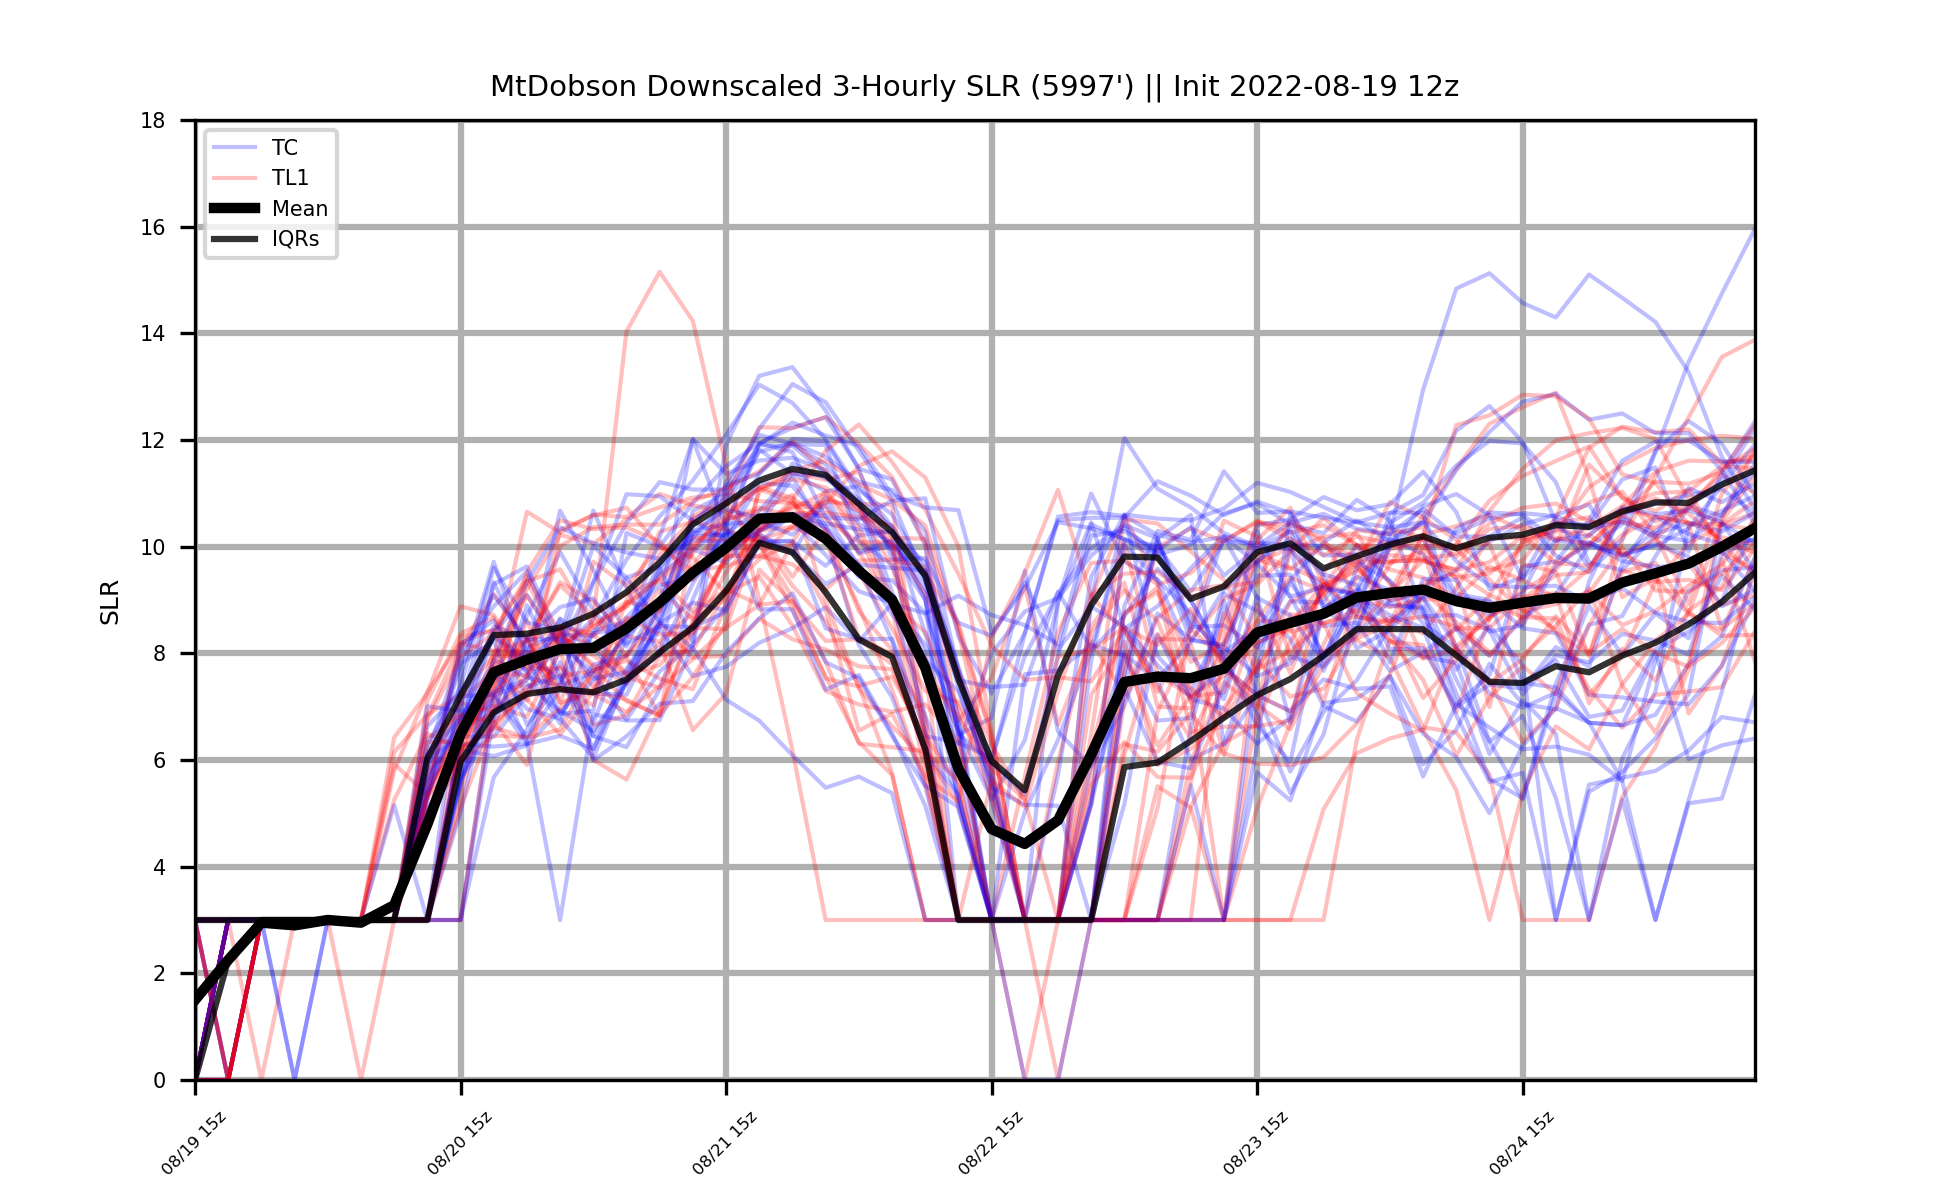 MtDobson Downscaled 3-Hourly SLR (5997') || Init 2022-08-19 12z
18
16
14
12
10
8
6
4
2
0
SLR
TC
TL1
Mean
IQRs
08/19 15z
08/20 15z
08/21 15z
08/22 15z
08/23 15z
08/24 15z